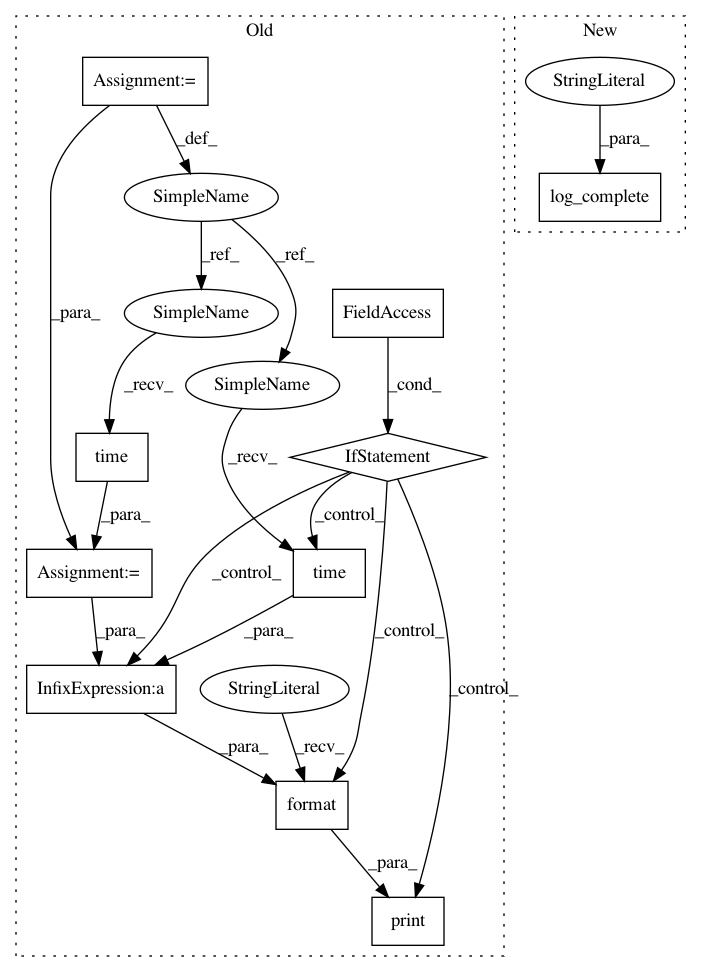 Old
New
Assignment:=
StringLiteral
_def_
_para_
SimpleName
log_complete
_ref_
_ref_
_para_
SimpleName
FieldAccess
SimpleName
_recv_
_cond_
time
IfStatement
_recv_
_para_
_control_
Assignment:=
time
_control_
_para_
_para_
_control_
_control_
InfixExpression:a
StringLiteral
_para_
_recv_
format
_para_
print